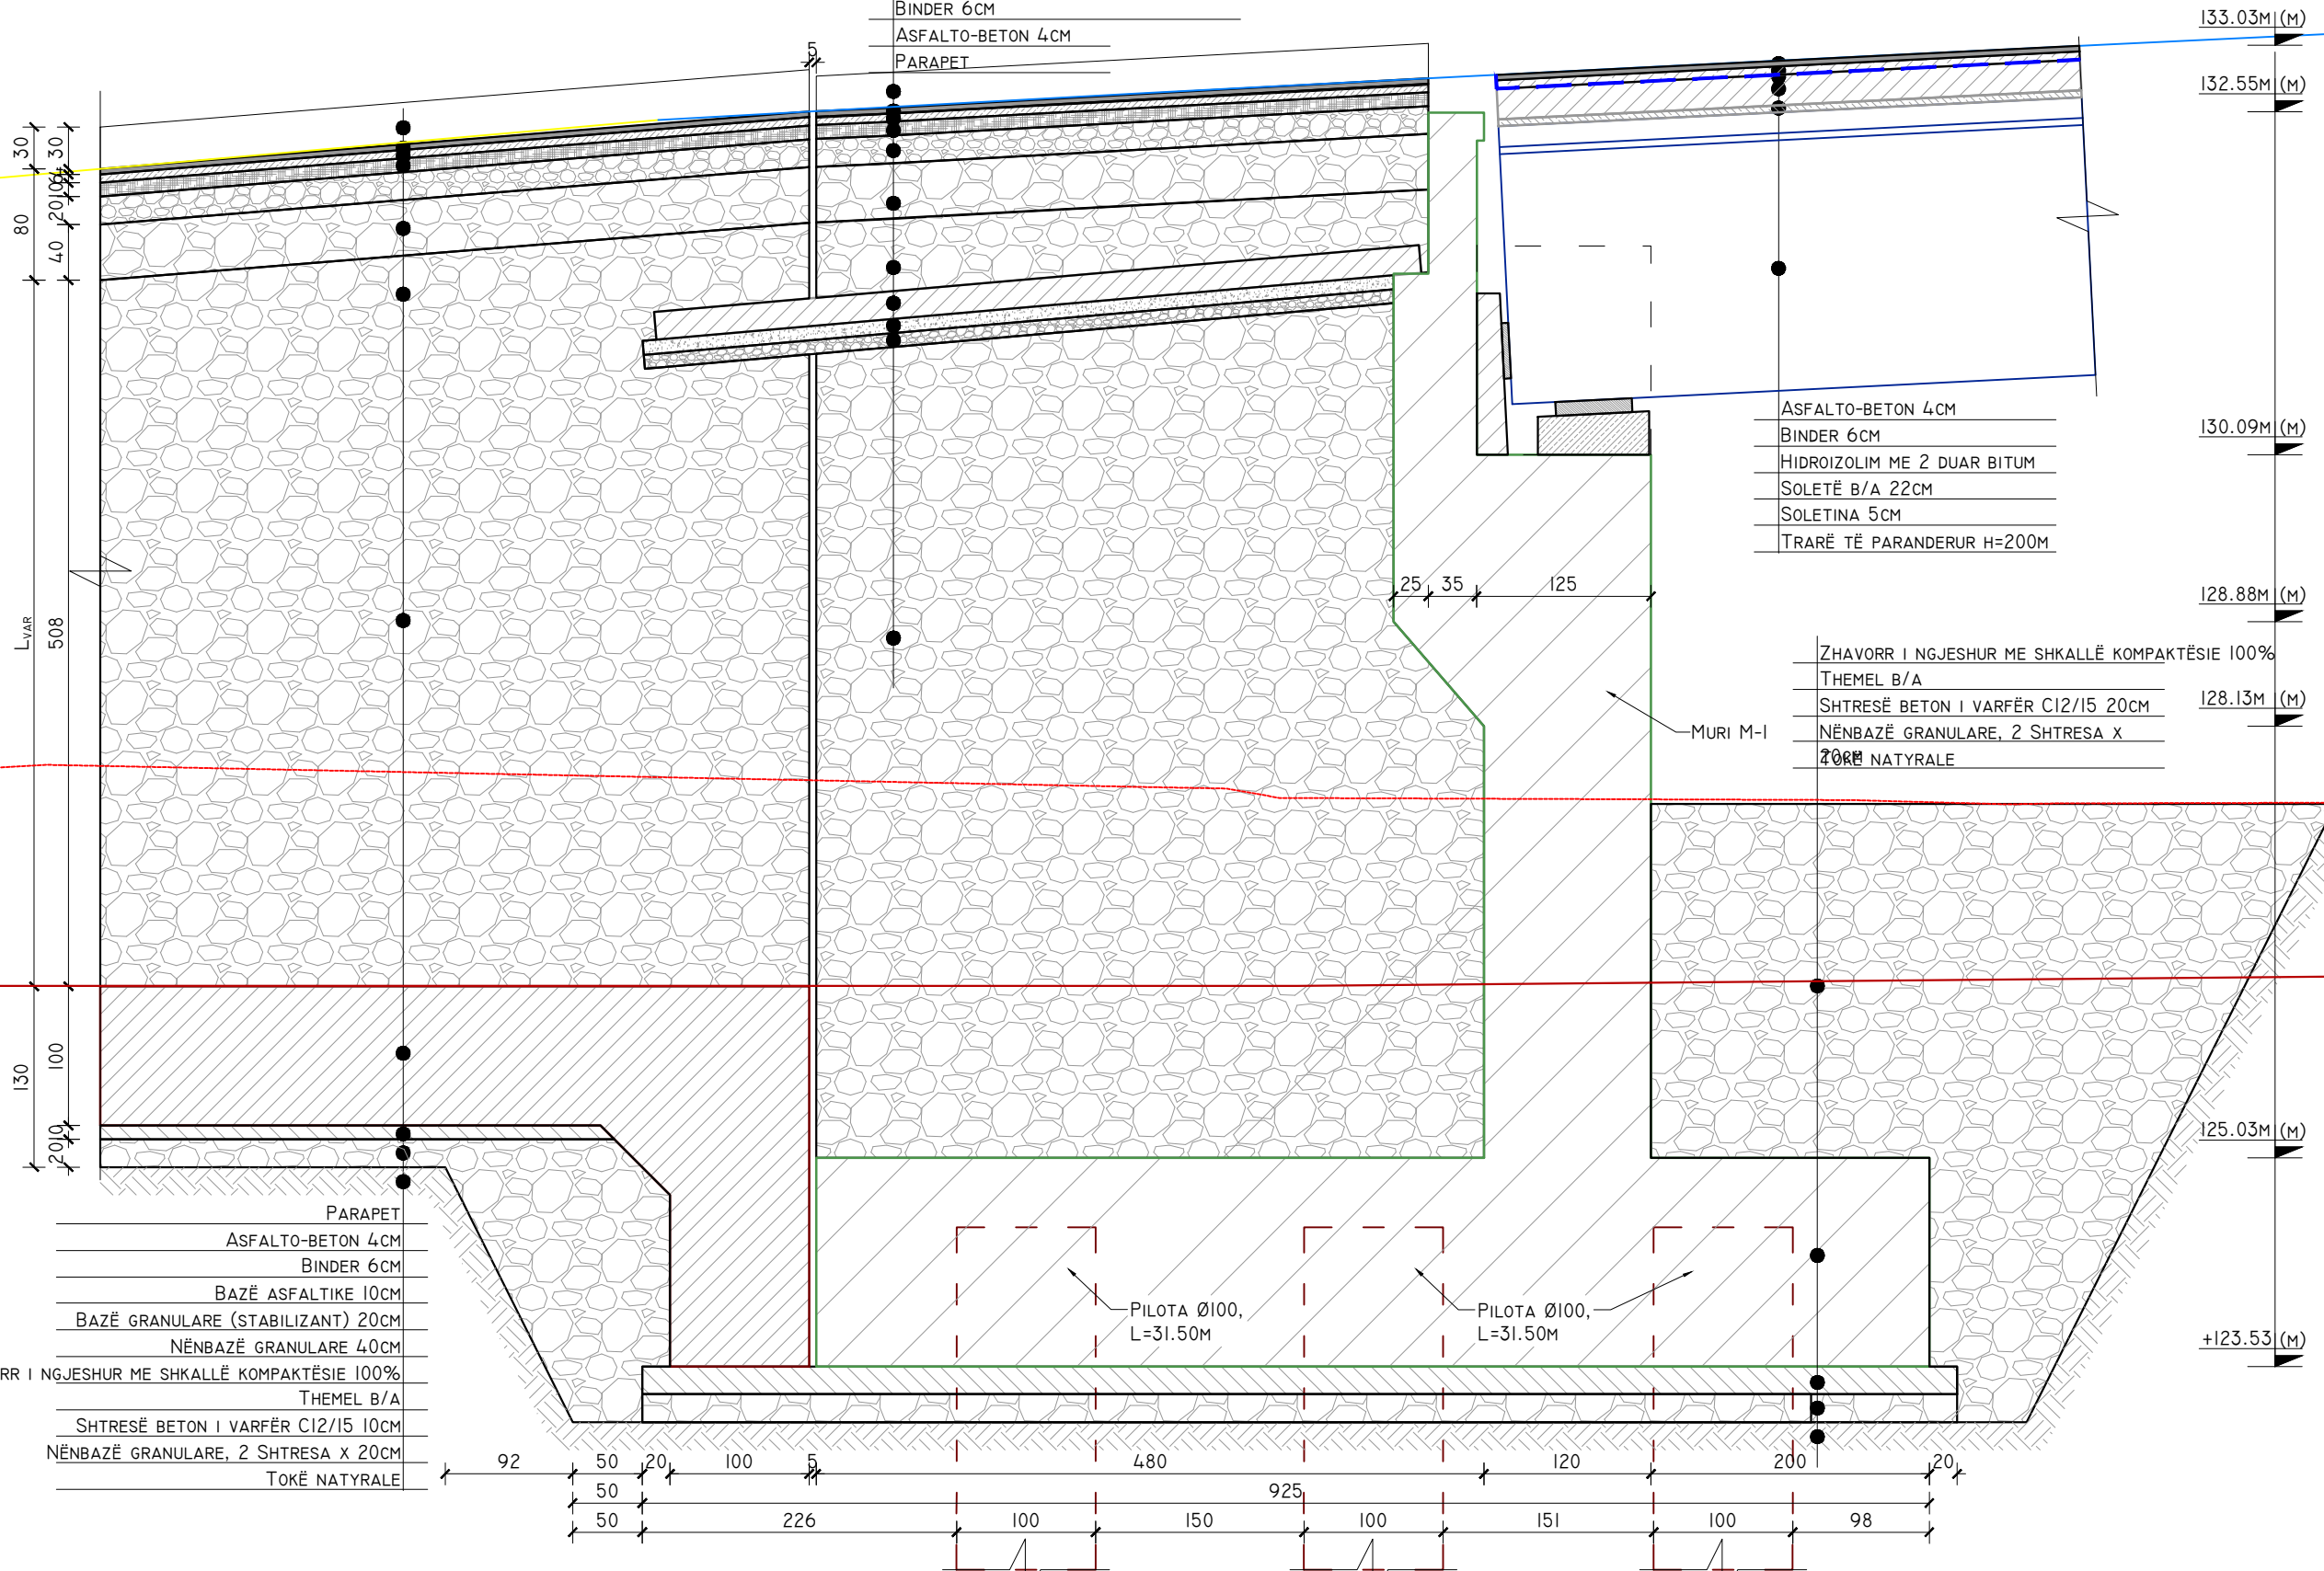 BINDER 6CM
ASFALTO-BETON 4CM
PARAPET
5
133.03M (M)
132.55M (M)
130.09M (M)
128.88M (M)
128.13M (M)
125.03M (M)
+123.53 (M)
30
30
6
10
20
80
40
LVAR
508
130
100
10
20
ASFALTO-BETON 4CM
BINDER 6CM
HIDROIZOLIM ME 2 DUAR BITUM
SOLETË B/A 22CM
SOLETINA 5CM
TRARË TË PARANDERUR H=200M
25 35 125
ZHAVORR I NGJESHUR ME SHKALLË KOMPAKTËSIE 100%
THEMEL B/A
SHTRESË BETON I VARFËR C12/15 20CM
NËNBAZË GRANULARE, 2 SHTRESA X
20CM
TOKË NATYRALE
MURI M-1
PARAPET
ASFALTO-BETON 4CM
BINDER 6CM
BAZË ASFALTIKE 10CM
BAZË GRANULARE (STABILIZANT) 20CM
NËNBAZË GRANULARE 40CM
RR I NGJESHUR ME SHKALLË KOMPAKTËSIE 100%
THEMEL B/A
SHTRESË BETON I VARFËR C12/15 10CM
NËNBAZË GRANULARE, 2 SHTRESA X 20CM
TOKË NATYRALE
PILOTA Ø100,
L=31.50M
PILOTA Ø100,
L=31.50M
92 50 20 100 5 480 120 200 20
50 925
50 226 100 150 100 151 100 98